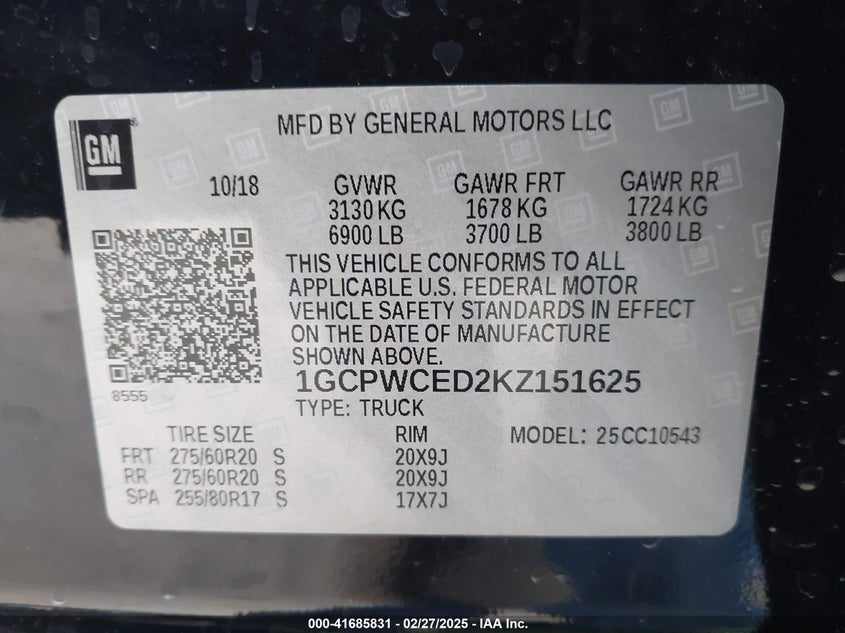 MFD BY GENERAL MOTORS LLC
GM
10/18 GVWR GAWR FRT GAWR RR
3130 KG 1678 KG 1724 KG
6900 LB 3700 LB 3800 LB
THIS VEHICLE CONFORMS TO ALL
APPLICABLE U.S. FEDERAL MOTOR
VEHICLE SAFETY STANDARDS IN EFFECT
ON THE DATE OF MANUFACTURE
SHOWN ABOVE.
1GCPWCED2KZ151625
8555
TYPE: TRUCK
TIRE SIZE RIM MODEL: 25CC10543
FRT 275/60R20 S 20X9J
RR 275/60R20 S 20X9J
SPA 255/80R17 S 17X7J
000-41685831 - 02/27/2025 - IAA Inc.